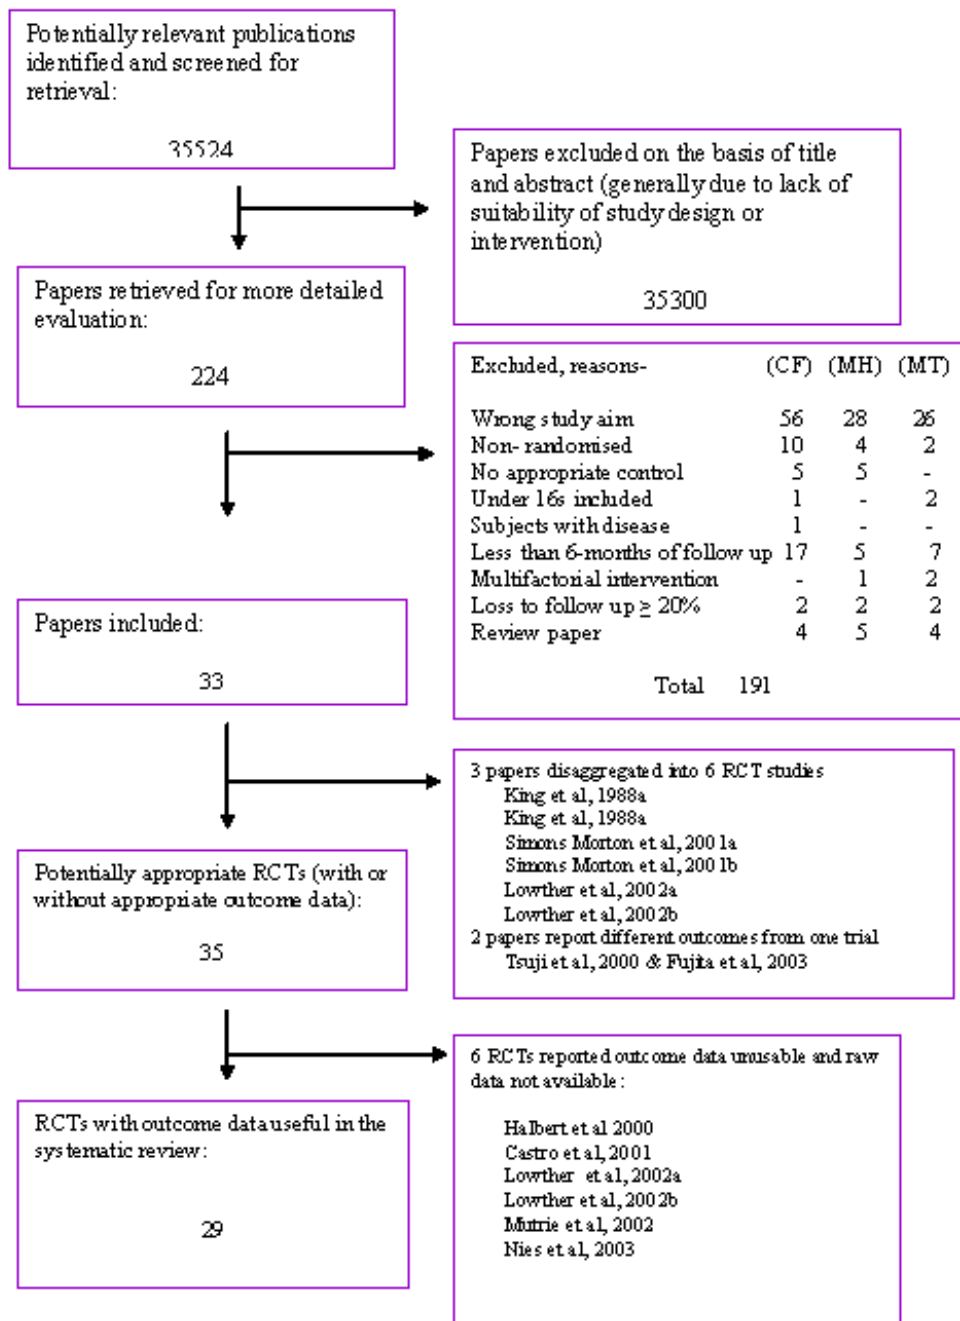 Potentially relevant publications
identified and screened for
retrieval:
35524
Papers excluded on the basis of title
and abstract (generally due to lack of
suitability of study design or
intervention)
35300
Papers retrieved for more detailed
evaluation:
224
Excluded, reasons- (CF) (MH) (MT)
Wrong study aim 56 28 26
Non- randomised 10 4 2
No appropriate control 5 5 -
Under 16s included 1 - 2
Subjects with disease 1 - -
Less than 6-months of follow up 17 5 7
Multifactorial intervention - 1 2
Loss to follow up ≥ 20% 2 2 2
Review paper 4 5 4
Total 191
Papers included:
33
3 papers disaggregated into 6 RCT studies
King et al, 1988a
King et al, 1988a
Simons Morton et al, 2001a
Simons Morton et al, 2001b
Lowther et al, 2002a
Lowther et al, 2002b
2 papers report different outcomes from one trial
Tsuji et al, 2000 & Fujita et al, 2003
Potentially appropriate RCTs (with or
without appropriate outcome data):
35
6 RCTs reported outcome data unusable and raw
data not available:
Halbert et al 2000
Castro et al, 2001
Lowther et al, 2002a
Lowther et al, 2002b
Mutrie et al, 2002
Nies et al, 2003
RCTs with outcome data useful in the
systematic review:
29